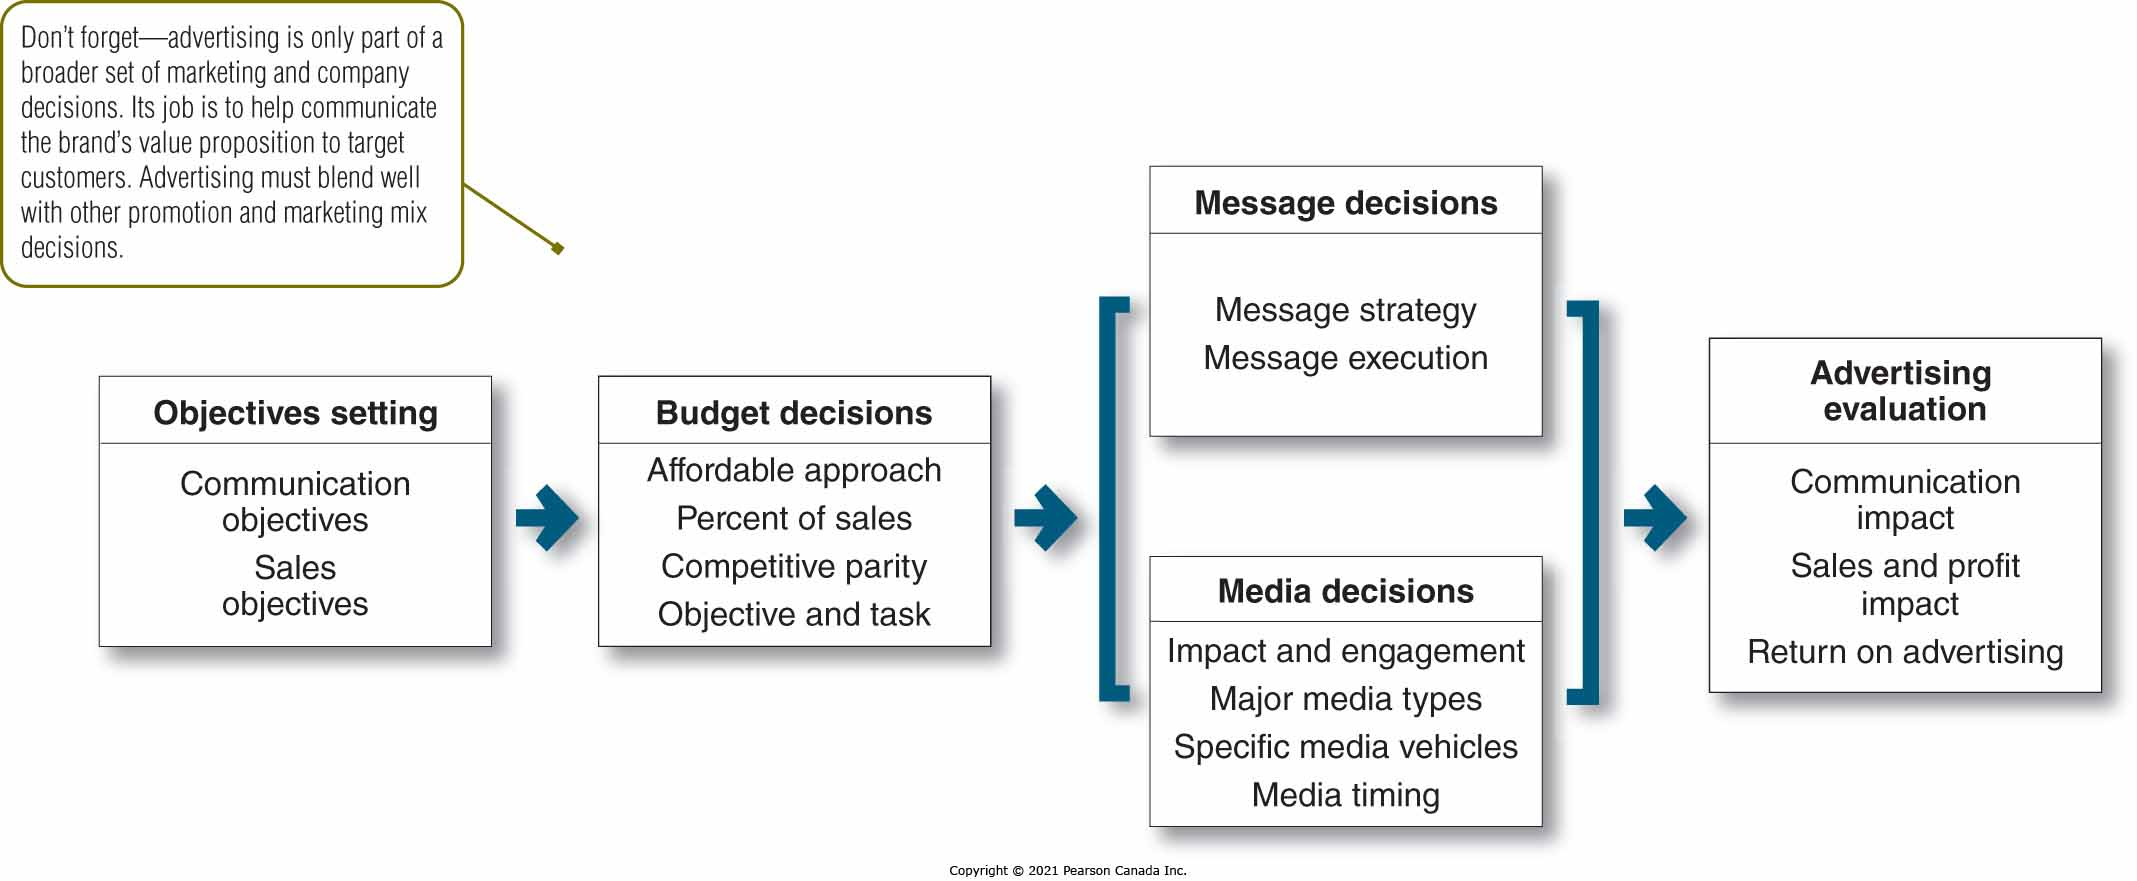 Don't forget—advertising is only part of a
broader set of marketing and company
decisions. Its job is to help communicate
the brand's value proposition to target
customers. Advertising must blend well
with other promotion and marketing mix
decisions.
Objectives setting
Communication
objectives
Sales
objectives
Budget decisions
Affordable approach
Percent of sales
Competitive parity
Objective and task
Message decisions
Message strategy
Message execution
Media decisions
Impact and engagement
Major media types
Specific media vehicles
Media timing
Advertising
evaluation
Communication
impact
Sales and profit
impact
Return on advertising
Copyright © 2021 Pearson Canada Inc.